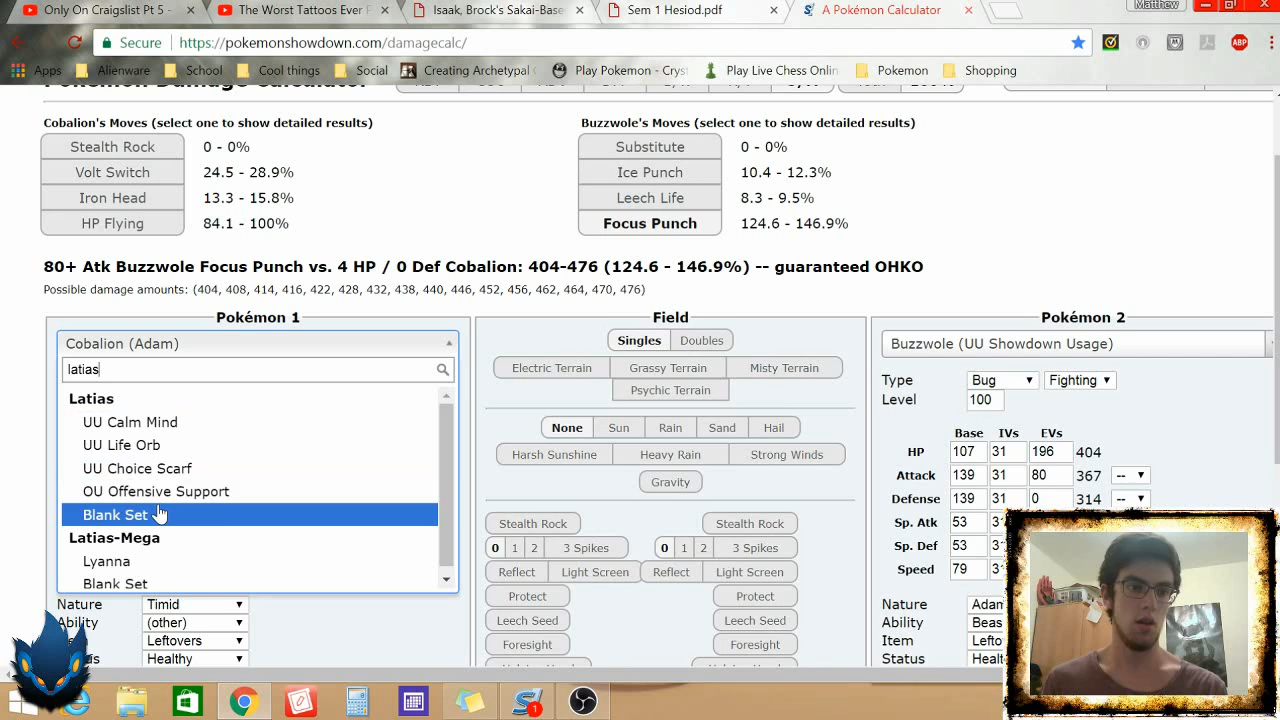 Only On Craigslist Pt 5 -
The Worst Tattoos Ever
Isaak, Brock's Sakai-Base
Sem 1 Hesiod.pdf
A Pokémon Calculator
Matthew
Secure
https://pokemonshowdown.com/damagecalc/
ABP
Apps
Alienware
School
Cool things
Social
Creating Archetypal
Play Pokemon - Crys
Play Live Chess Onlin
Pokemon
Shopping
Pokémon Damage Calculator
Cobalion's Moves (select one to show detailed results)
Buzzwole's Moves (select one to show detailed results)
Stealth Rock 0 - 0%
Substitute 0 - 0%
Volt Switch 24.5 - 28.9%
Ice Punch 10.4 - 12.3%
Iron Head 13.3 - 15.8%
Leech Life 8.3 - 9.5%
HP Flying 84.1 - 100%
Focus Punch 124.6 - 146.9%
80+ Atk Buzzwole Focus Punch vs. 4 HP / 0 Def Cobalion: 404-476 (124.6 - 146.9%) -- guaranteed OHKO
Possible damage amounts: (404, 408, 414, 416, 422, 428, 432, 438, 440, 446, 452, 456, 462, 464, 470, 476)
Pokémon 1
Cobalion (Adam)
latias
Latias
UU Calm Mind
UU Life Orb
UU Choice Scarf
OU Offensive Support
Blank Set
Latias-Mega
Lyanna
Blank Set
Nature Timid
Ability (other)
Item Leftovers
Healthy
Field
Singles Doubles
Electric Terrain Grassy Terrain Misty Terrain
Psychic Terrain
None Sun Rain Sand Hail
Harsh Sunshine Heavy Rain Strong Winds
Gravity
Stealth Rock Stealth Rock
0 1 2 3 Spikes 0 1 2 3 Spikes
Reflect Light Screen Reflect Light Screen
Protect Protect
Leech Seed Leech Seed
Foresight Foresight
Pokémon 2
Buzzwole (UU Showdown Usage)
Type Bug Fighting
Level 100
Base IVs EVs
HP 107 31 196 404
Attack 139 31 80 367 --
Defense 139 31 0 314 --
Sp. Atk 53
Sp. Def 53
Speed 79
Nature Adam
Ability Beas
Item Lefto
Status Healt
1